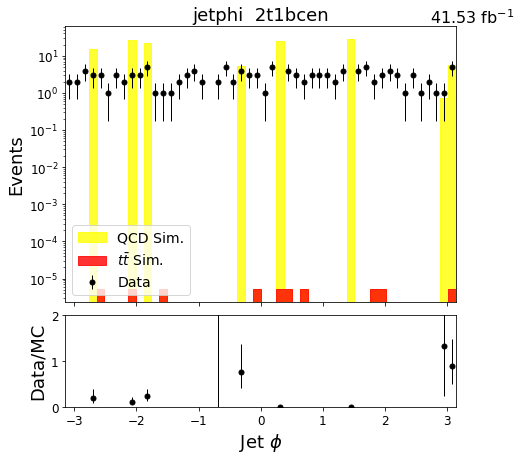 jetphi 2t1bcen
41.53 fb⁻¹
Events
10¹
10⁰
10⁻¹
10⁻²
10⁻³
10⁻⁴
10⁻⁵
QCD Sim.
tt̄ Sim.
Data
Data/MC
2
1
0
−3 −2 −1 0 1 2 3
Jet ϕ